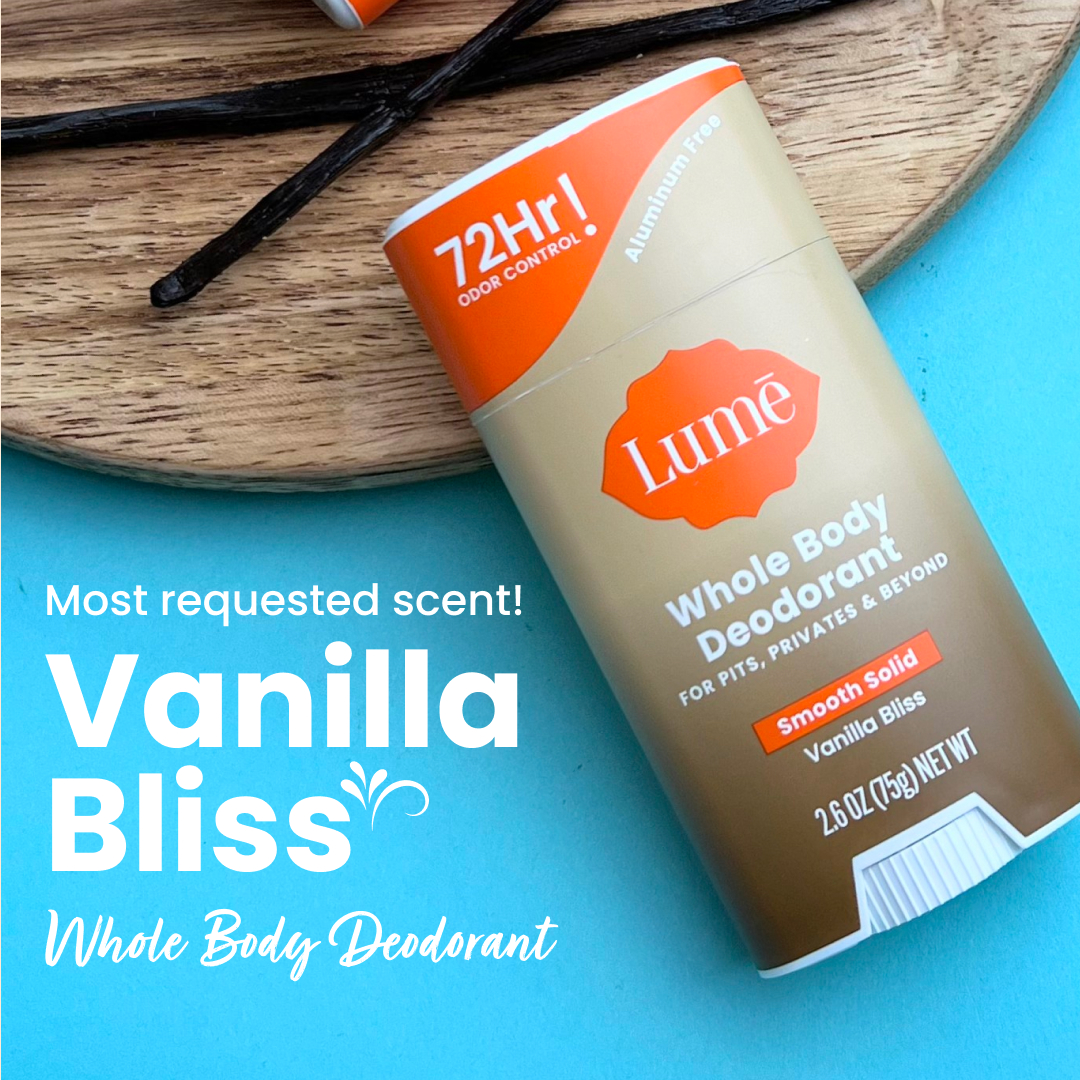 72Hr!
ODOR CONTROL
Aluminum Free
Lumē
Whole Body
Deodorant
FOR PITS, PRIVATES & BEYOND
Smooth Solid
Vanilla Bliss
2.6 OZ (75g) NET WT
Most requested scent!
Vanilla
Bliss
Whole Body Deodorant